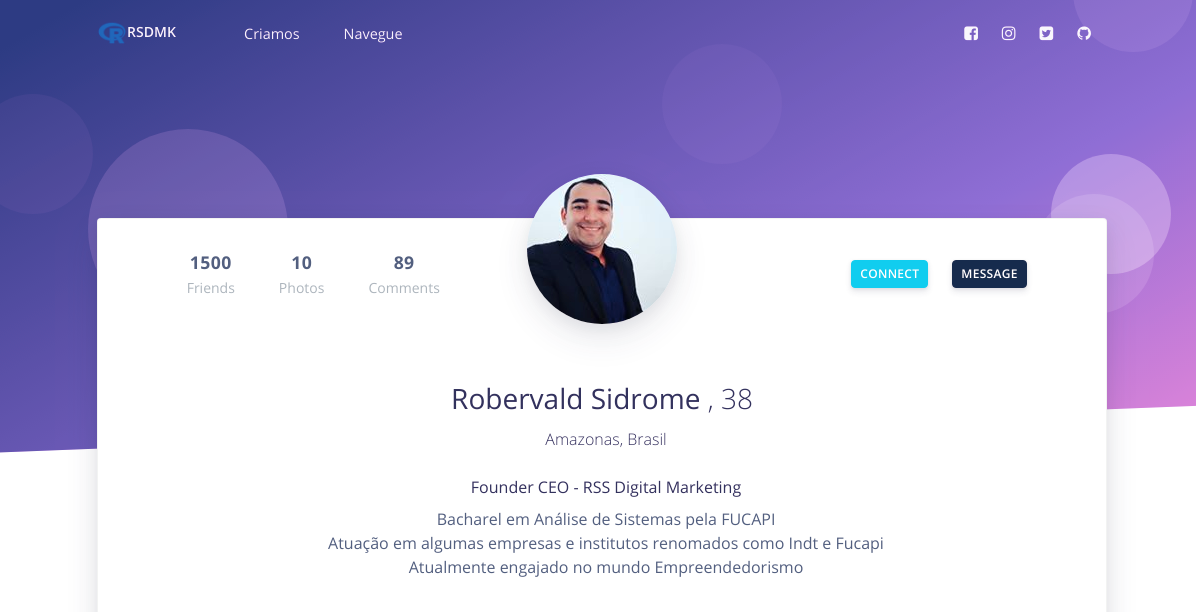 RSDMK
Criamos
Navegue
1500
Friends
10
Photos
89
Comments
CONNECT
MESSAGE
Robervald Sidrome , 38
Amazonas, Brasil
Founder CEO - RSS Digital Marketing
Bacharel em Análise de Sistemas pela FUCAPI
Atuação em algumas empresas e institutos renomados como Indt e Fucapi
Atualmente engajado no mundo Empreendedorismo